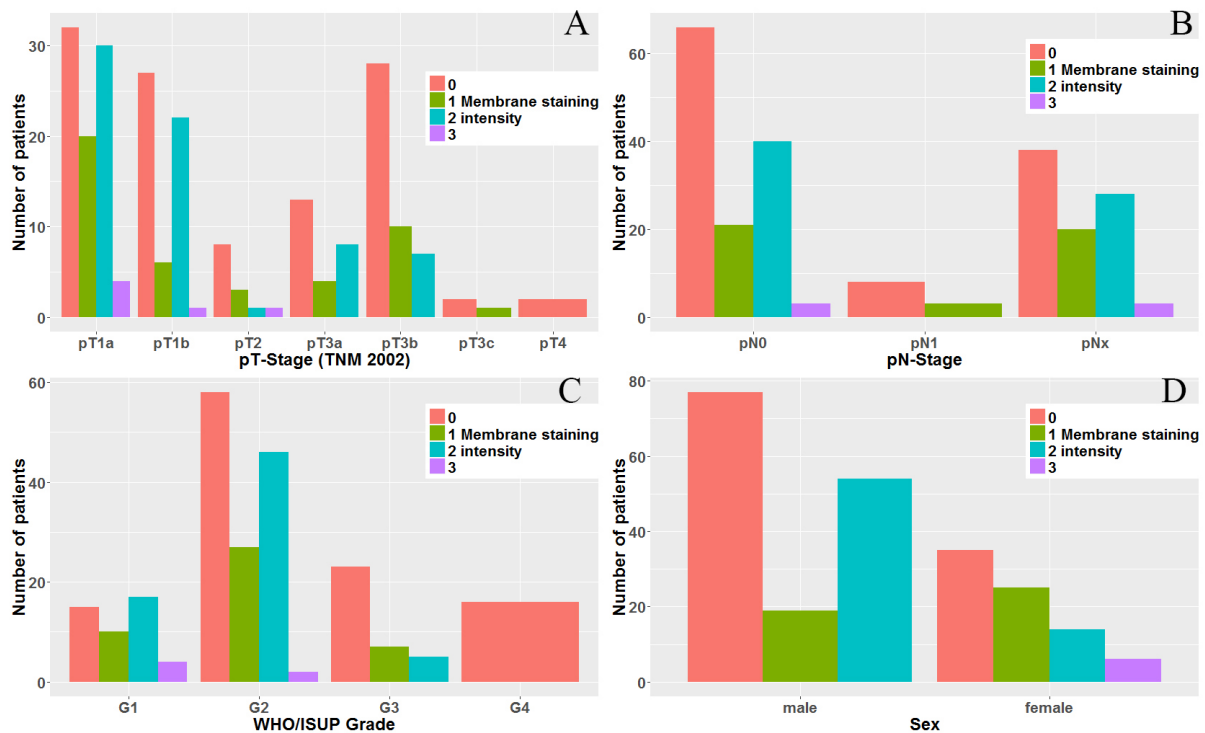 A
30
20
10
0
Number of patients
0
1 Membrane staining
2 intensity
3
pT1a pT1b pT2 pT3a pT3b pT3c pT4
pT-Stage (TNM 2002)
B
60
40
20
0
Number of patients
0
1 Membrane staining
2 intensity
3
pN0 pN1 pNx
pN-Stage
C
60
40
20
0
Number of patients
0
1 Membrane staining
2 intensity
3
G1 G2 G3 G4
WHO/ISUP Grade
D
80
60
40
20
0
Number of patients
0
1 Membrane staining
2 intensity
3
male female
Sex